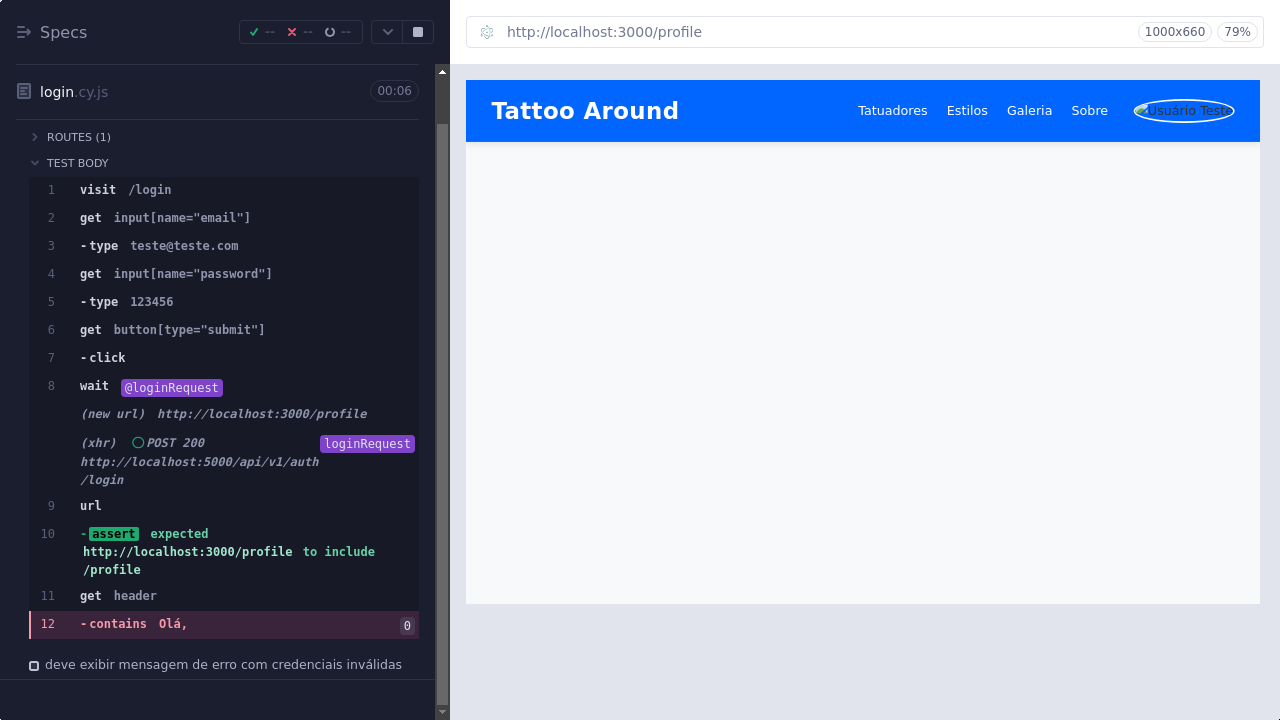 Specs
-- -- --
login.cy.js
00:06
ROUTES (1)
TEST BODY
1 visit /login
2 get input[name="email"]
3 -type teste@teste.com
4 get input[name="password"]
5 -type 123456
6 get button[type="submit"]
7 -click
8 wait @loginRequest
(new url) http://localhost:3000/profile
(xhr) POST 200 loginRequest
http://localhost:5000/api/v1/auth
/login
9 url
10 -assert expected
http://localhost:3000/profile to include
/profile
11 get header
12 -contains Olá, 0
deve exibir mensagem de erro com credenciais inválidas
http://localhost:3000/profile
1000x660
79%
Tattoo Around
Tatuadores Estilos Galeria Sobre Usuário Teste